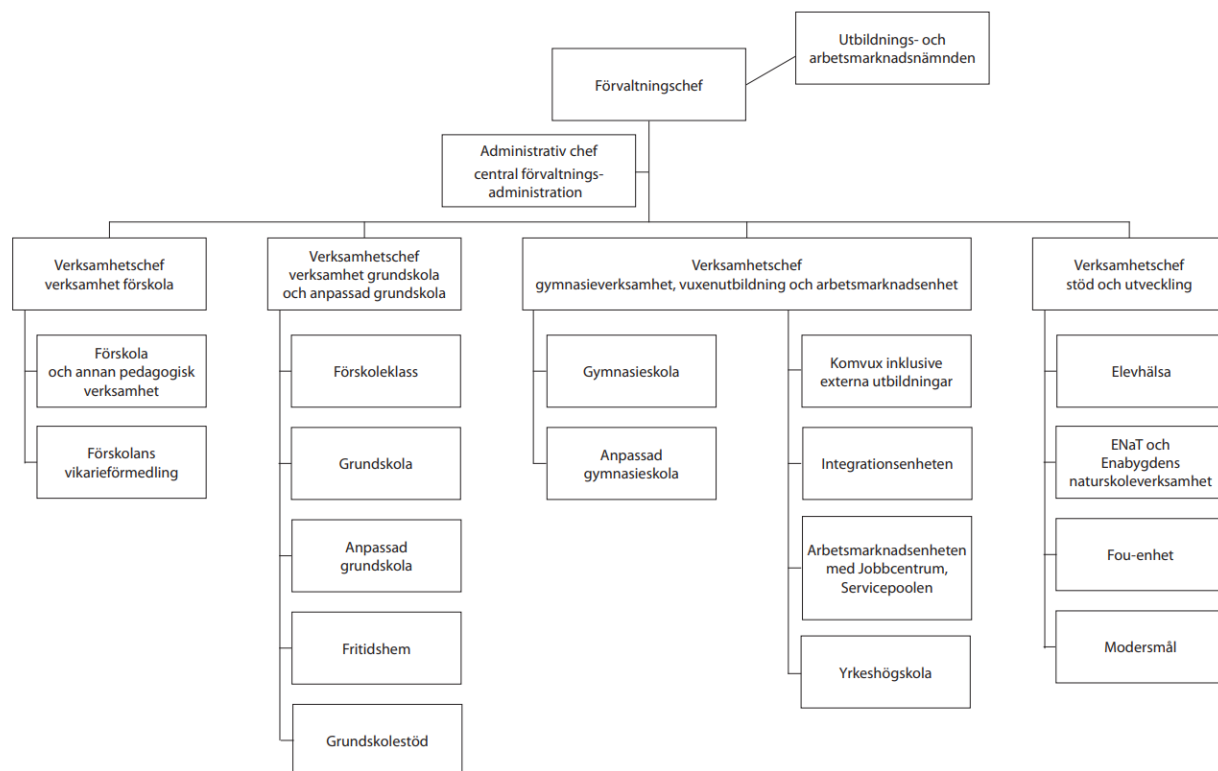 Utbildnings- och
arbetsmarknadsnämnden
Förvaltningschef
Administrativ chef
central förvaltnings-
administration
Verksamhetschef
verksamhet förskola
Verksamhetschef
verksamhet grundskola
och anpassad grundskola
Verksamhetschef
gymnasieverksamhet, vuxenutbildning och arbetsmarknadsenhet
Verksamhetschef
stöd och utveckling
Förskola
och annan pedagogisk
verksamhet
Förskolans
vikarieförmedling
Förskoleklass
Grundskola
Anpassad
grundskola
Fritidshem
Grundskolestöd
Gymnasieskola
Anpassad
gymnasieskola
Komvux inklusive
externa utbildningar
Integrationsenheten
Arbetsmarknadsenheten
med Jobbcentrum,
Servicepoolen
Yrkeshögskola
Elevhälsa
ENaT och
Enabygdens
naturskoleverksamhet
Fou-enhet
Modersmål